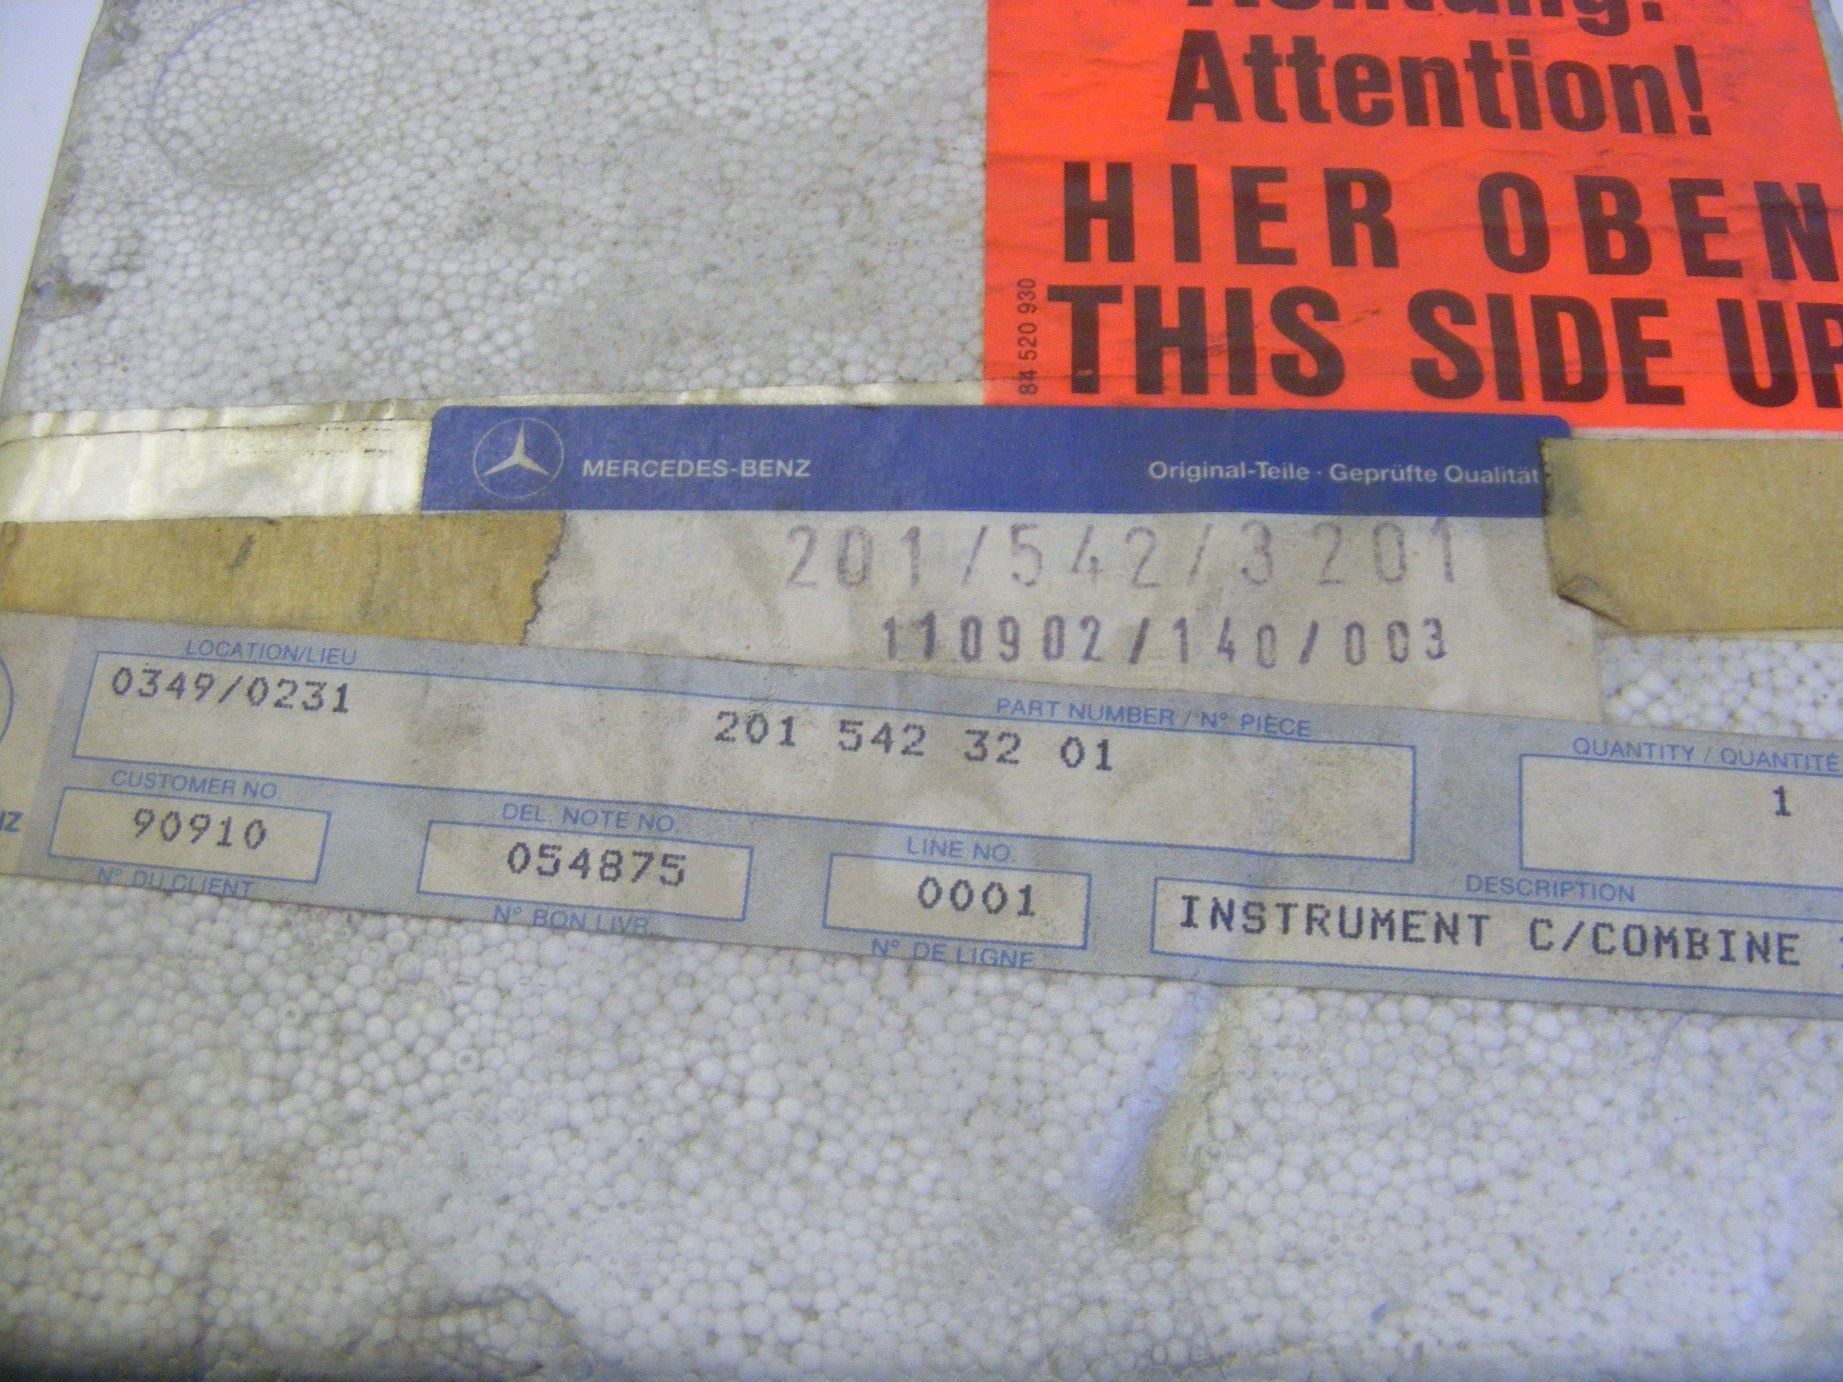 Achtung!
Attention!
HIER OBEN
THIS SIDE UP
84 520 930
MERCEDES-BENZ
Original-Teile · Geprüfte Qualität
201/542/3201
110902/140/003
LOCATION/LIEU
0349/0231
PART NUMBER / N° PIÈCE
201 542 32 01
QUANTITY / QUANTITÉ
1
CUSTOMER NO.
90910
N° DU CLIENT
DEL. NOTE NO.
054875
N° BON LIVR.
LINE NO.
0001
N° DE LIGNE
DESCRIPTION
INSTRUMENT C/COMBINE
NZ